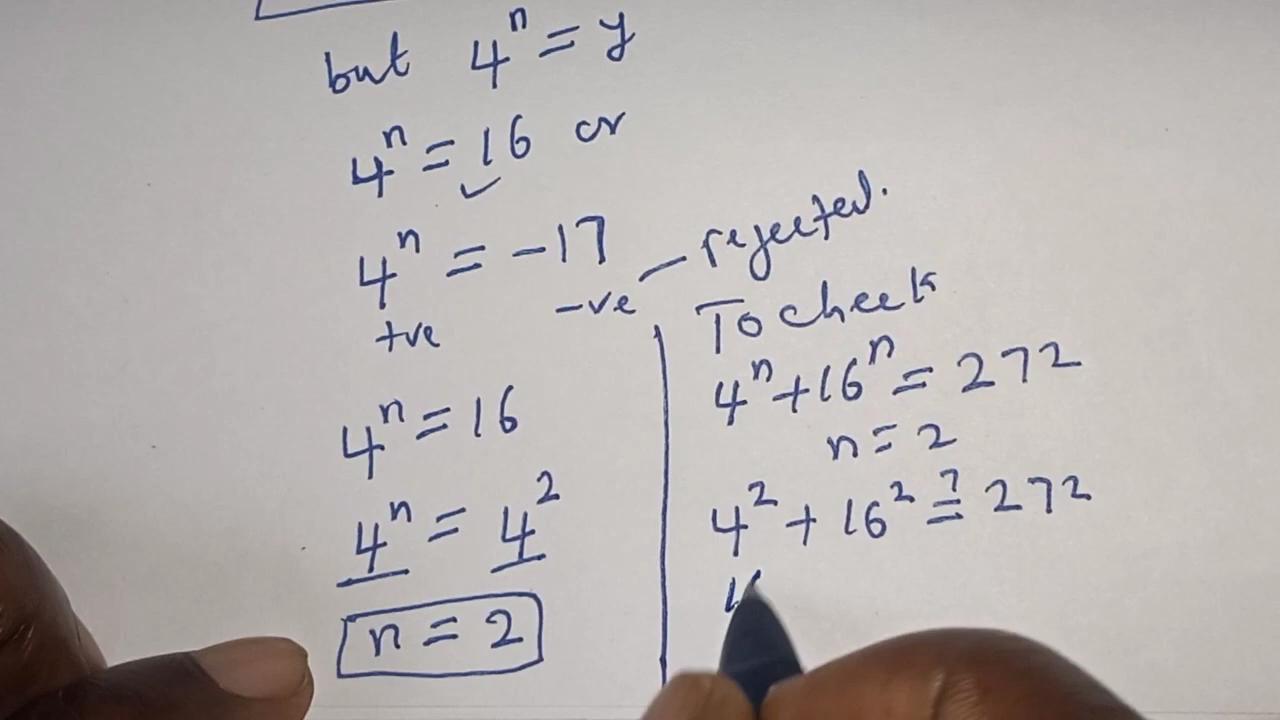 but 4ⁿ = y
4ⁿ = 16 or
4ⁿ = -17 — rejected.
+ve -ve
4ⁿ = 16
4ⁿ = 4²
n = 2
To check
4ⁿ + 16ⁿ = 272
n = 2
4² + 16² ≟ 272
16